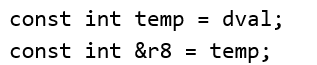 const int temp = dval;
const int &r8 = temp;